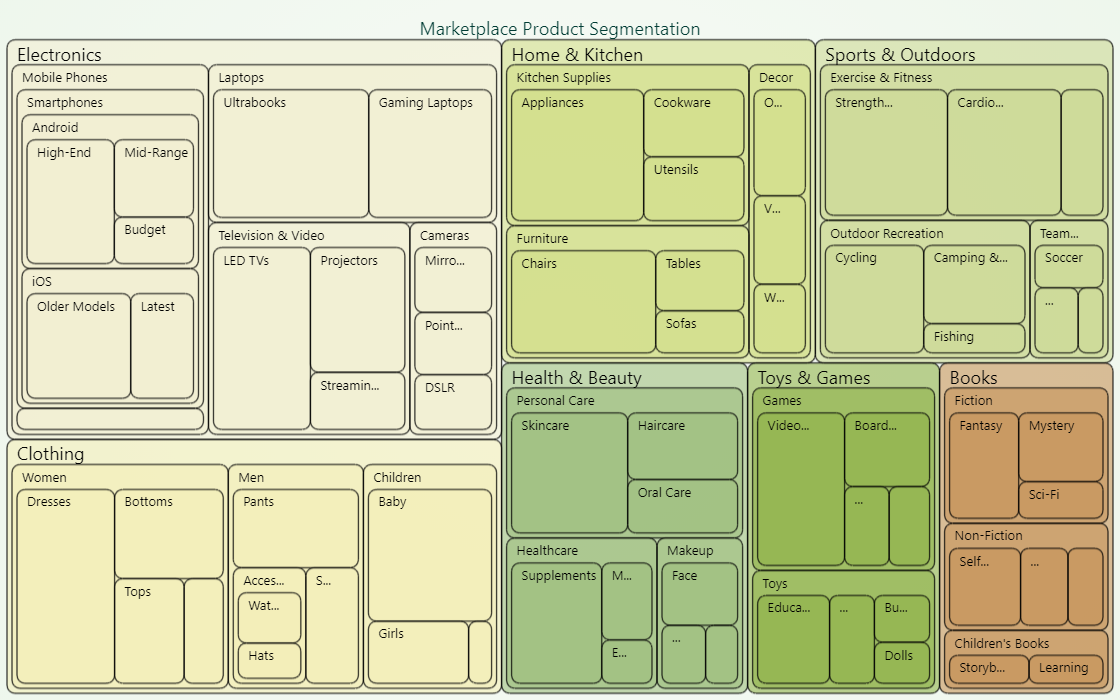 Marketplace Product Segmentation
Electronics
Mobile Phones
Smartphones
Android
High-End
Mid-Range
Budget
iOS
Older Models
Latest
Laptops
Ultrabooks
Gaming Laptops
Television & Video
LED TVs
Projectors
Streamin...
Cameras
Mirro...
Point...
DSLR
Clothing
Women
Dresses
Bottoms
Tops
Men
Pants
Acces...
Wat...
Hats
S...
Children
Baby
Girls
Home & Kitchen
Kitchen Supplies
Appliances
Cookware
Utensils
Furniture
Chairs
Tables
Sofas
Decor
O...
V...
W...
Sports & Outdoors
Exercise & Fitness
Strength...
Cardio...
Outdoor Recreation
Cycling
Camping &...
Fishing
Team...
Soccer
...
Health & Beauty
Personal Care
Skincare
Haircare
Oral Care
Healthcare
Supplements
M...
E...
Makeup
Face
...
Toys & Games
Games
Video...
Board...
...
Toys
Educa...
...
Bu...
Dolls
Books
Fiction
Fantasy
Mystery
Sci-Fi
Non-Fiction
Self...
...
Children's Books
Storyb...
Learning